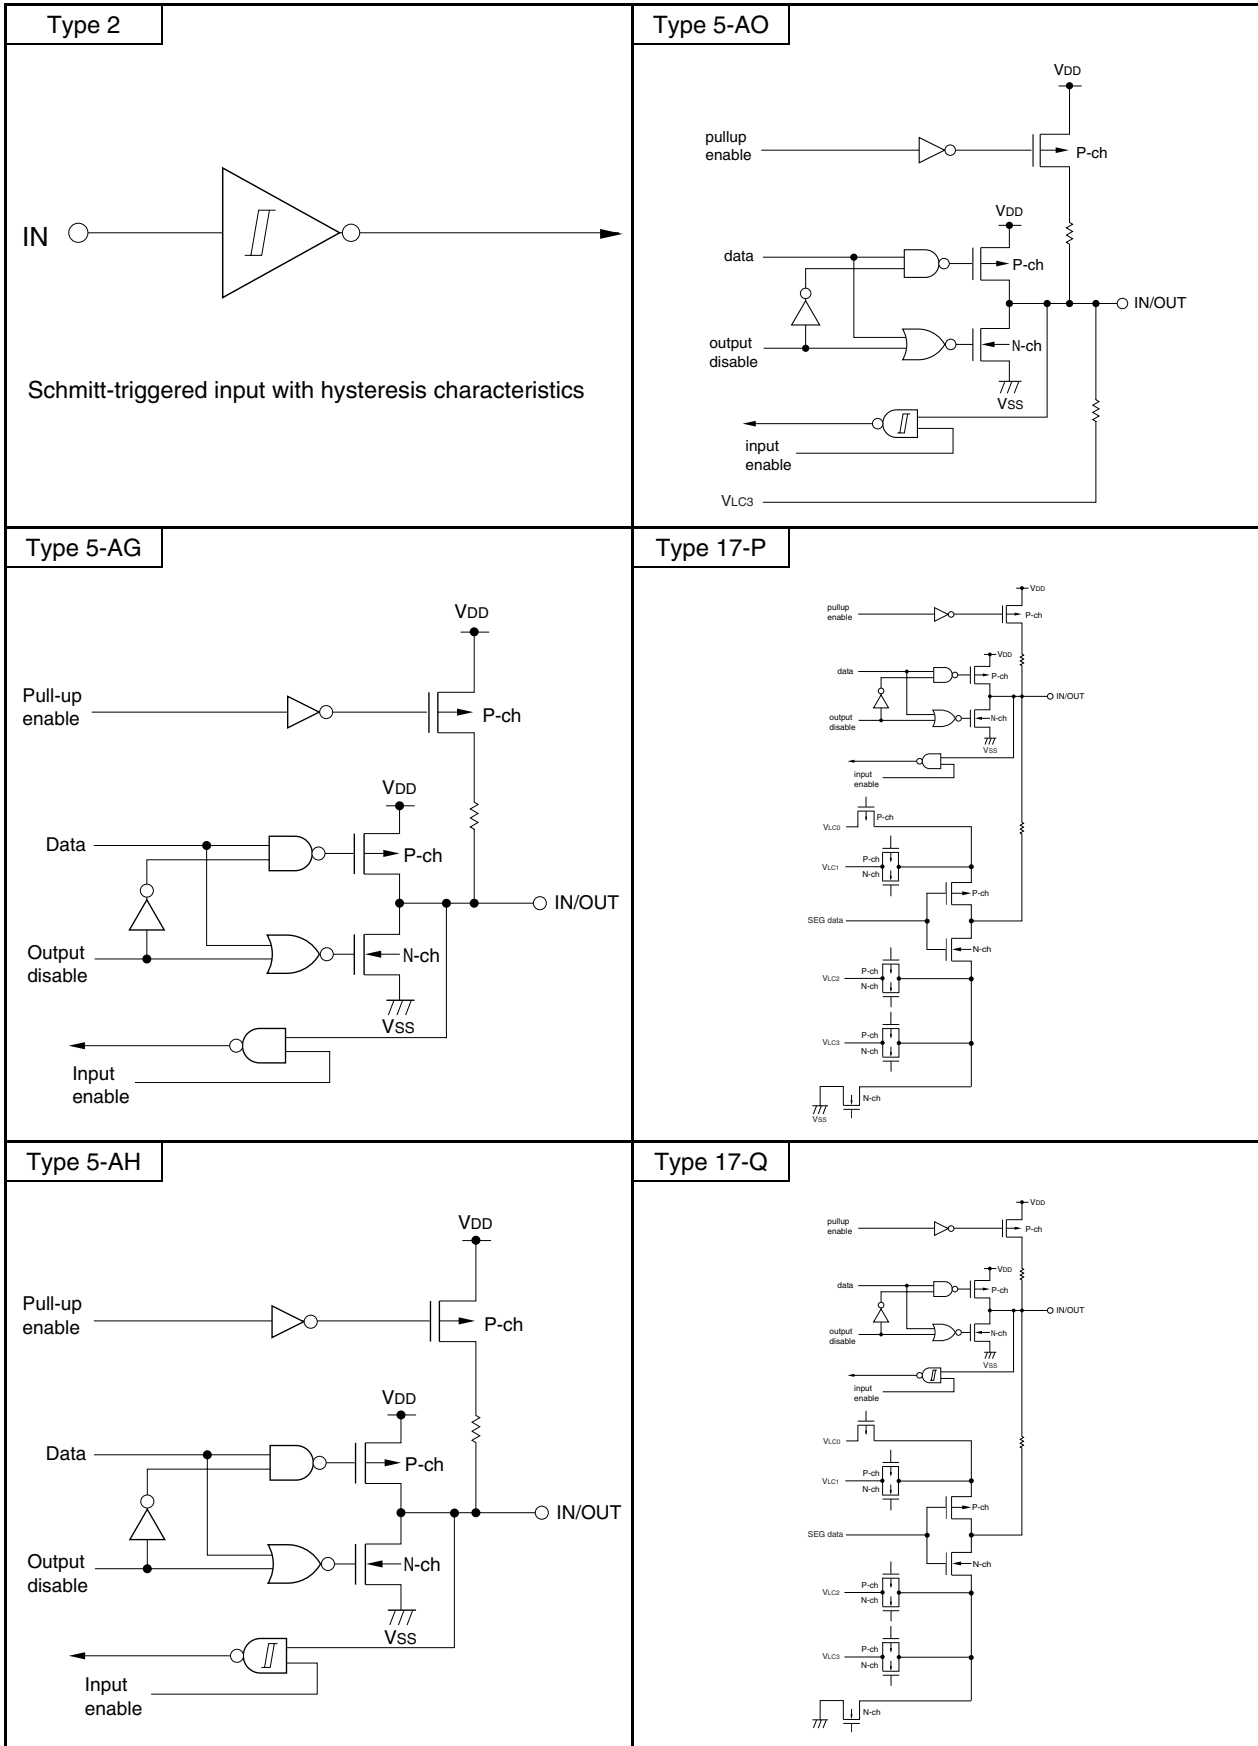 Type 2
IN
Schmitt-triggered input with hysteresis characteristics
Type 5-AO
VDD
pullup
enable
P-ch
VDD
data
P-ch
IN/OUT
output
disable
N-ch
VSS
input
enable
VLC3
Type 5-AG
VDD
Pull-up
enable
P-ch
VDD
Data
P-ch
IN/OUT
Output
disable
N-ch
VSS
Input
enable
Type 17-P
VDD
pullup
enable
P-ch
VDD
data
P-ch
IN/OUT
output
disable
N-ch
VSS
input
enable
VLC0
P-ch
P-ch
VLC1
N-ch
P-ch
SEG data
N-ch
P-ch
VLC2
N-ch
P-ch
VLC3
N-ch
N-ch
VSS
Type 5-AH
VDD
Pull-up
enable
P-ch
VDD
Data
P-ch
IN/OUT
Output
disable
N-ch
VSS
Input
enable
Type 17-Q
VDD
pullup
enable
P-ch
VDD
data
P-ch
IN/OUT
output
disable
N-ch
VSS
input
enable
VLC0
P-ch
VLC1
N-ch
P-ch
SEG data
N-ch
P-ch
VLC2
N-ch
P-ch
VLC3
N-ch
N-ch